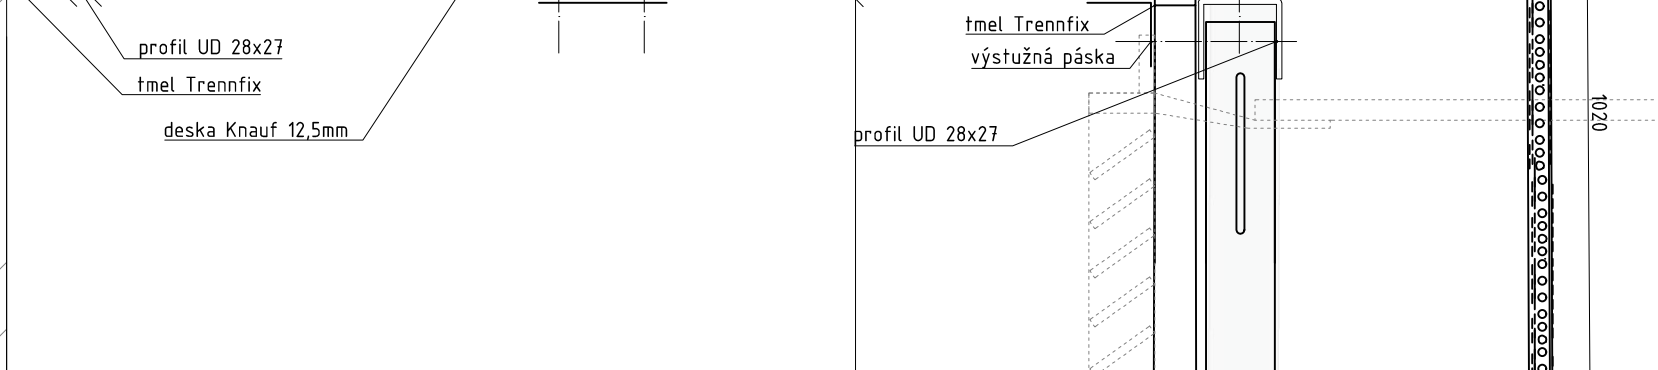 profil UD 28x27
tmel Trennfix
deska Knauf 12,5mm
tmel Trennfix
výstužná páska
profil UD 28x27
1020